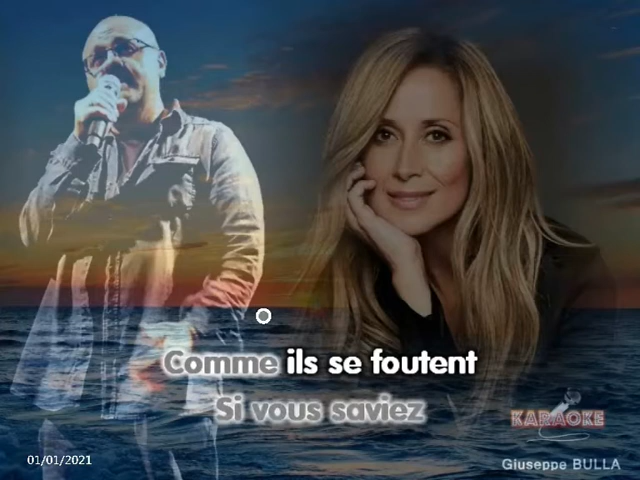 Comme ils se foutent
Si vous saviez
KARAOKE
01/01/2021
Giuseppe BULLA